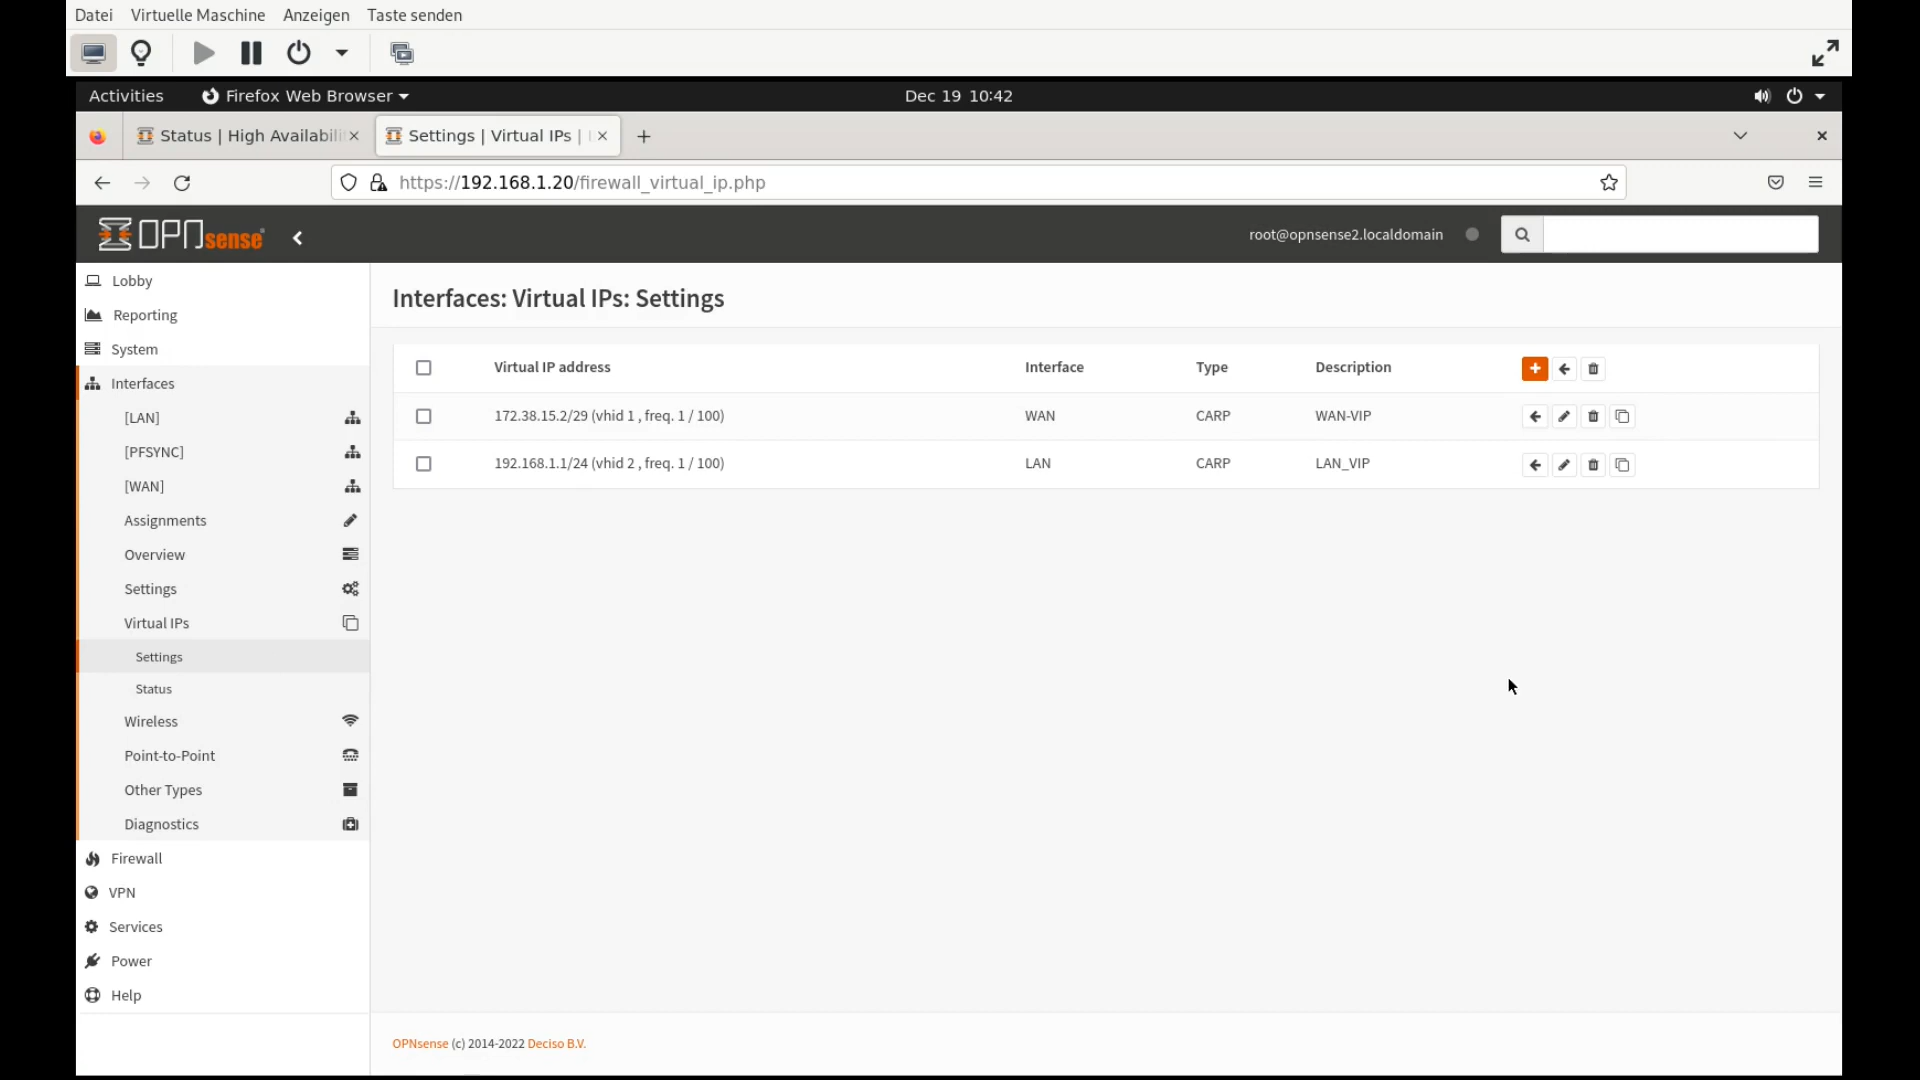 Datei Virtuelle Maschine Anzeigen Taste senden
Activities Firefox Web Browser Dec 19 10:42
Status | High Availabili Settings | Virtual IPs |
https://192.168.1.20/firewall_virtual_ip.php
OPNsense root@opnsense2.localdomain
Lobby
Reporting
System
Interfaces
[LAN]
[PFSYNC]
[WAN]
Assignments
Overview
Settings
Virtual IPs
Settings
Status
Wireless
Point-to-Point
Other Types
Diagnostics
Firewall
VPN
Services
Power
Help
Interfaces: Virtual IPs: Settings
Virtual IP address Interface Type Description
172.38.15.2/29 (vhid 1 , freq. 1 / 100) WAN CARP WAN-VIP
192.168.1.1/24 (vhid 2 , freq. 1 / 100) LAN CARP LAN_VIP
OPNsense (c) 2014-2022 Deciso B.V.